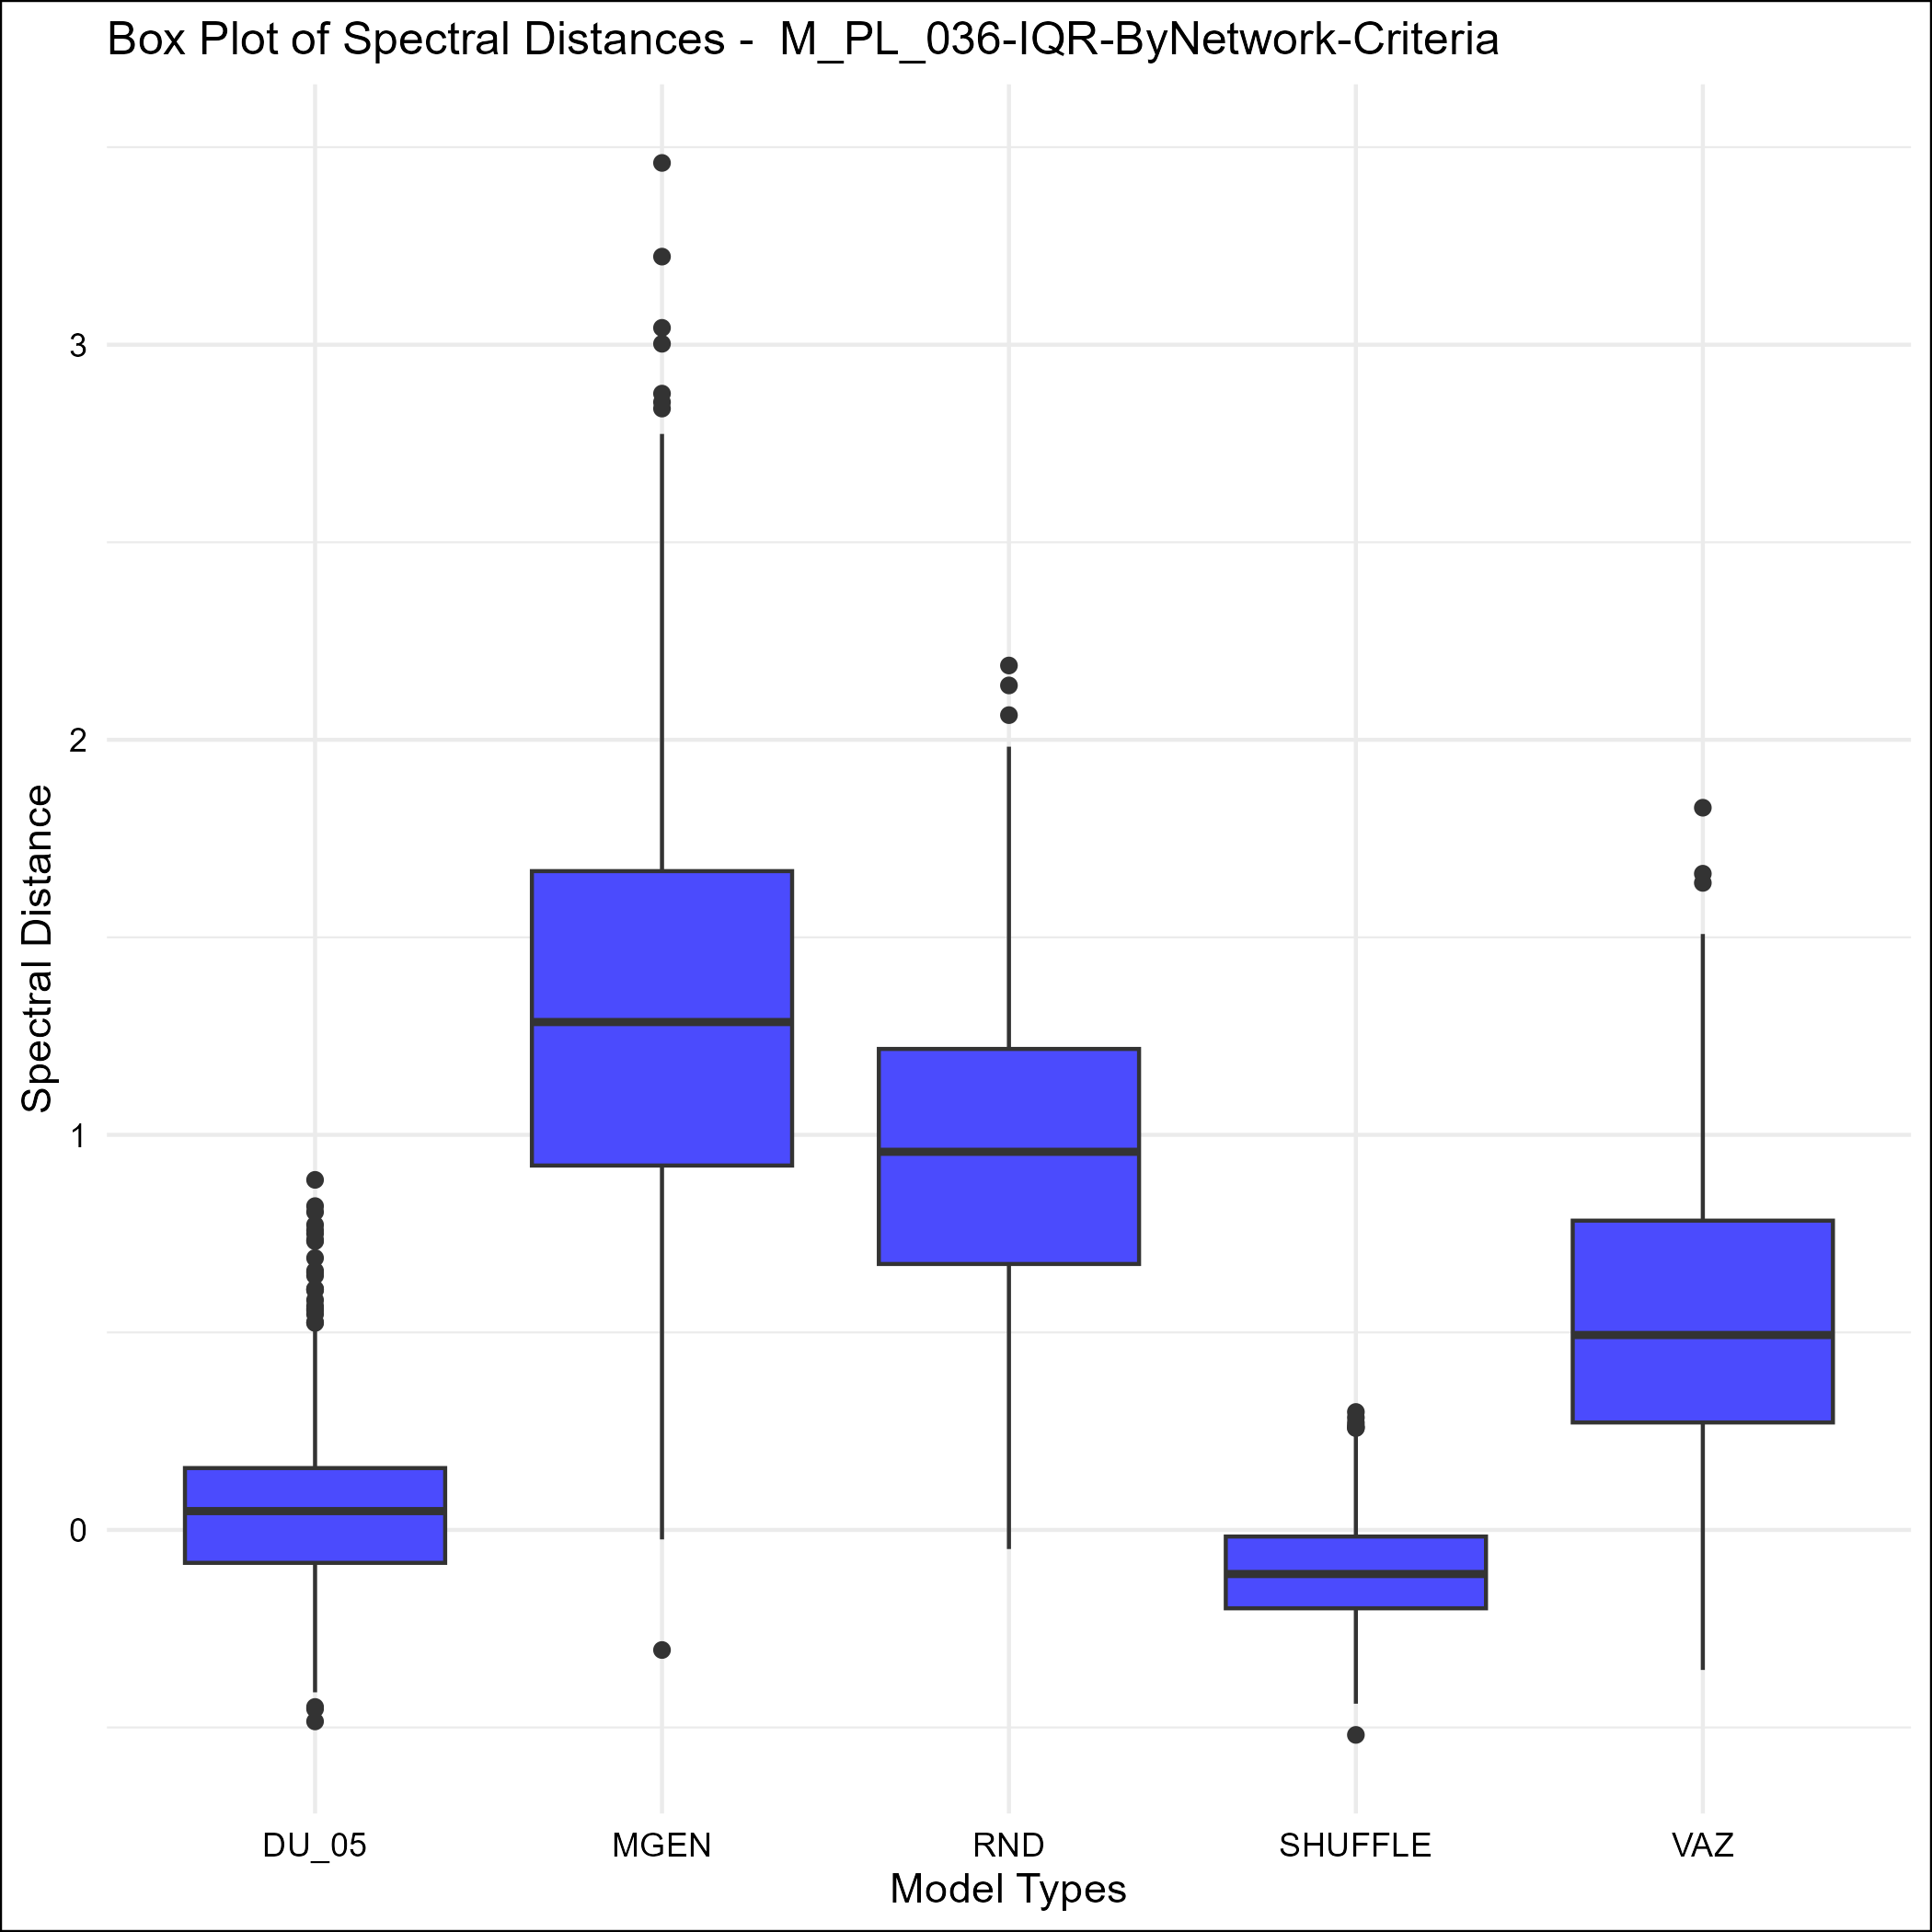 Box Plot of Spectral Distances -  M_PL_036-IQR-ByNetwork-Criteria
Spectral Distance
3
2
1
0
DU_05
MGEN
RND
SHUFFLE
VAZ
Model Types